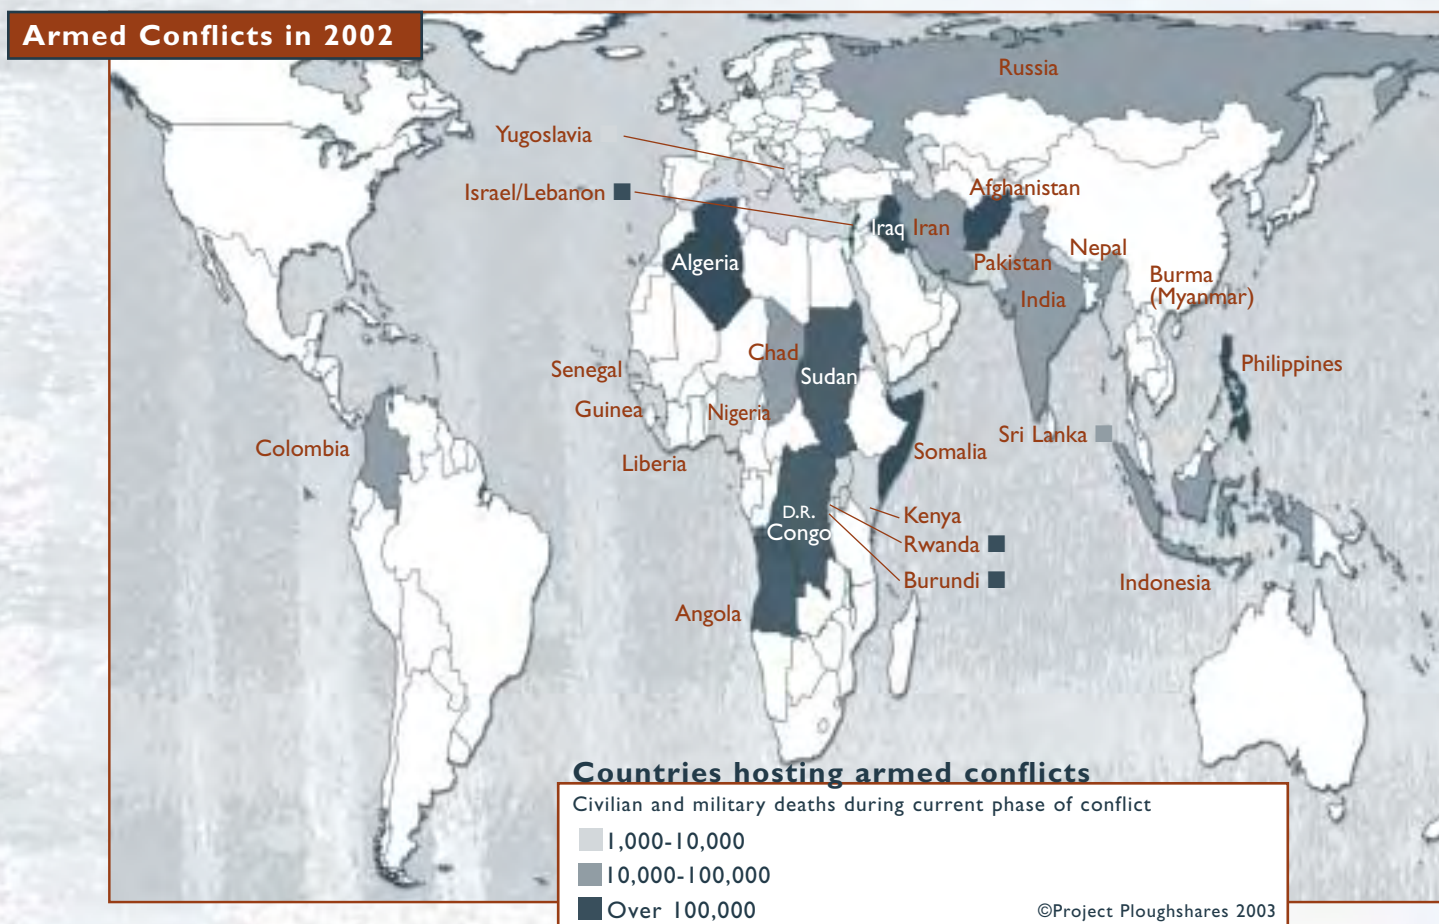 Armed Conflicts in 2002
Russia
Yugoslavia
Israel/Lebanon
Afghanistan
Iraq
Iran
Algeria
Pakistan
Nepal
Burma
(Myanmar)
India
Chad
Sudan
Senegal
Philippines
Guinea
Nigeria
Colombia
Sri Lanka
Liberia
Somalia
D.R.
Congo
Kenya
Rwanda
Burundi
Indonesia
Angola
Countries hosting armed conflicts
Civilian and military deaths during current phase of conflict
1,000-10,000
10,000-100,000
Over 100,000
©Project Ploughshares 2003